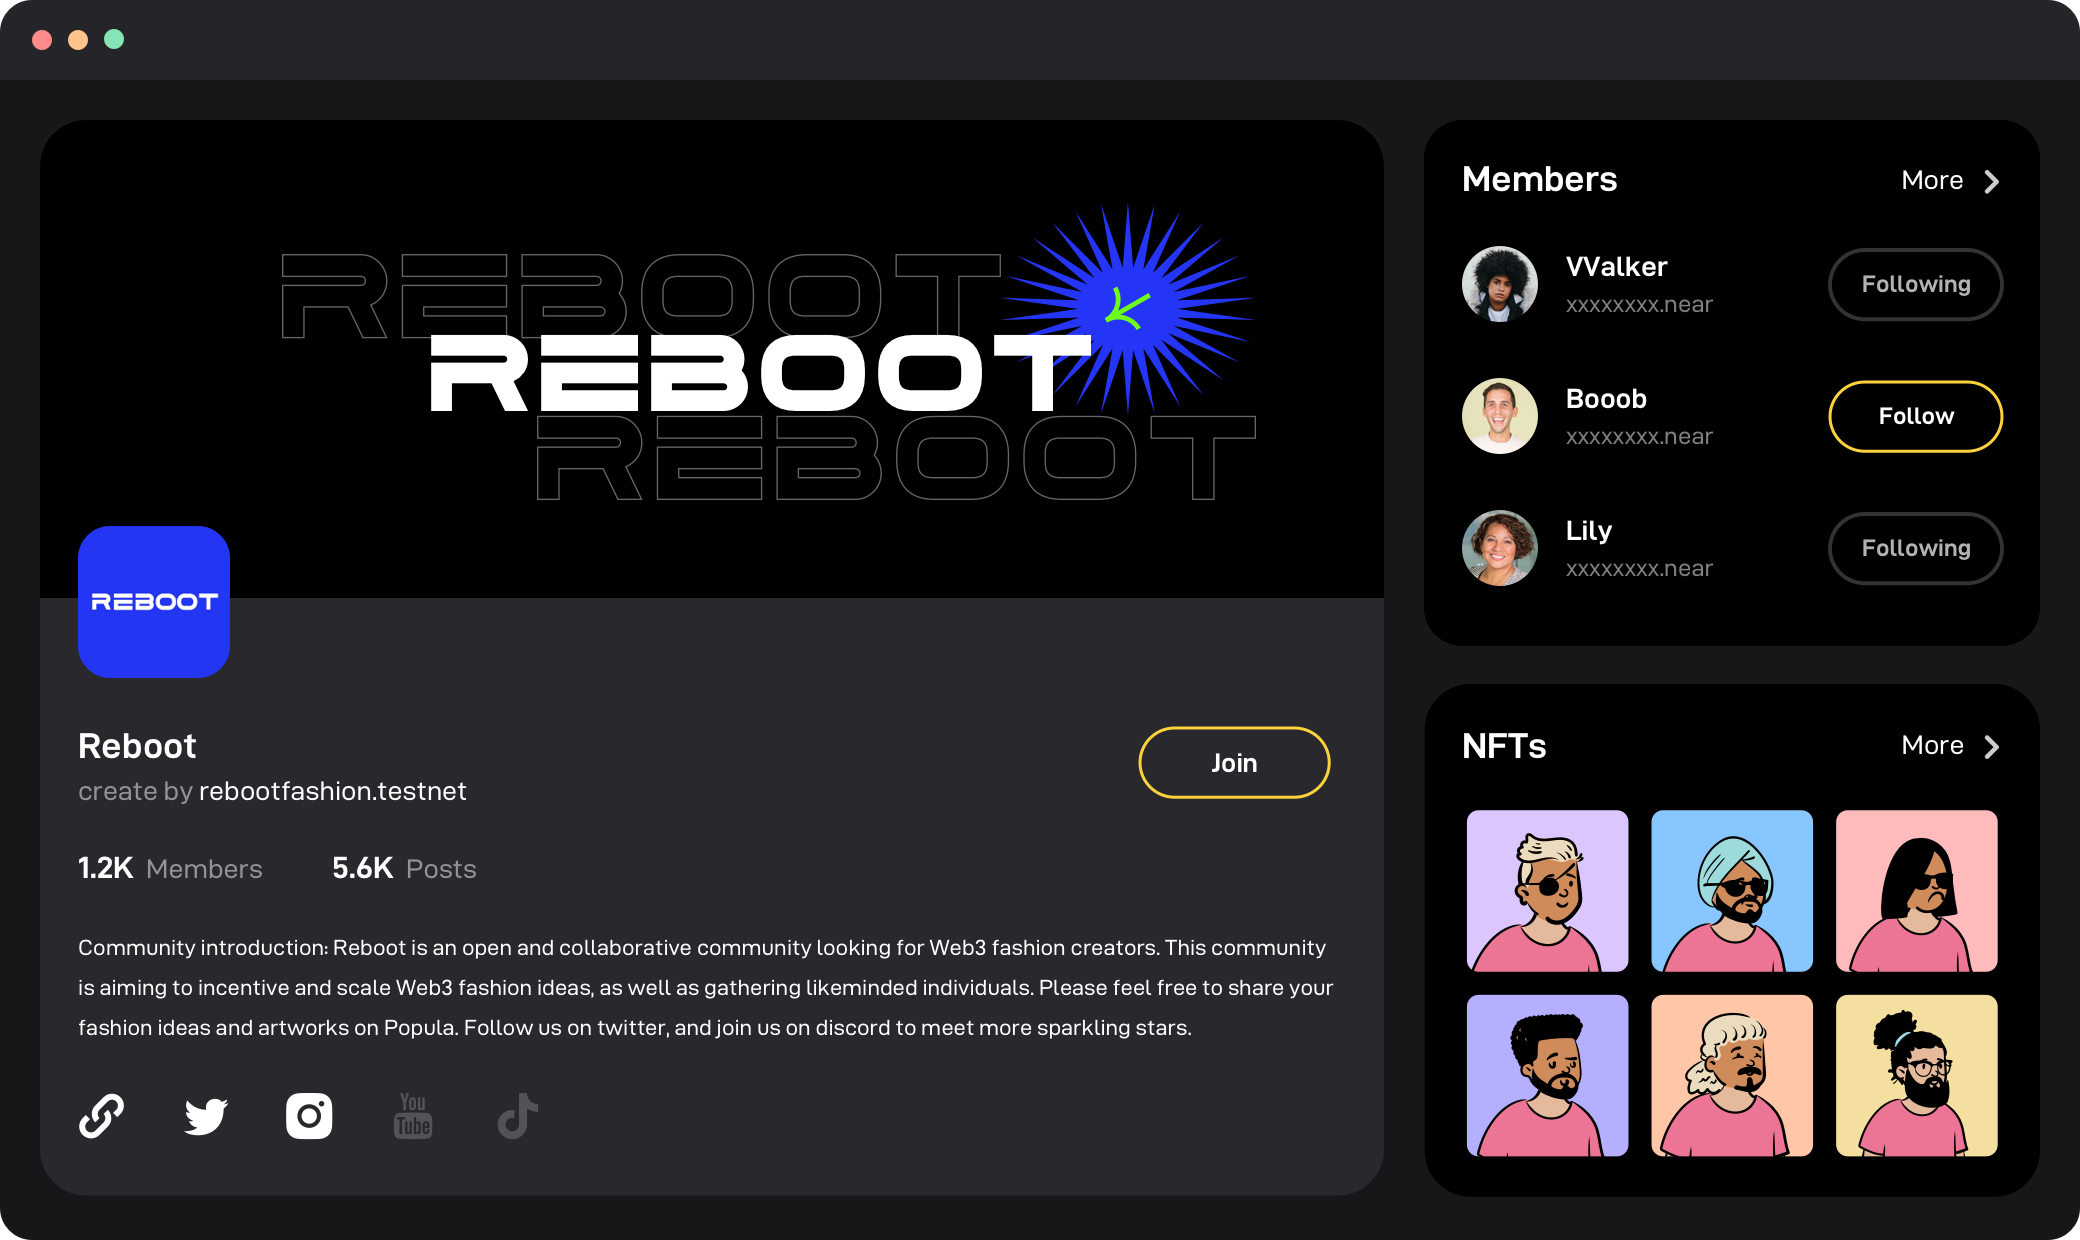 REBOOT
REBOOT
REBOOT
REBOOT
Reboot
create by rebootfashion.testnet
Join
1.2K Members 5.6K Posts
Community introduction: Reboot is an open and collaborative community looking for Web3 fashion creators. This community
is aiming to incentive and scale Web3 fashion ideas, as well as gathering likeminded individuals. Please feel free to share your
fashion ideas and artworks on Popula. Follow us on twitter, and join us on discord to meet more sparkling stars.
You
Tube
Members More
VValker
xxxxxxxx.near
Following
Booob
xxxxxxxx.near
Follow
Lily
xxxxxxxx.near
Following
NFTs More